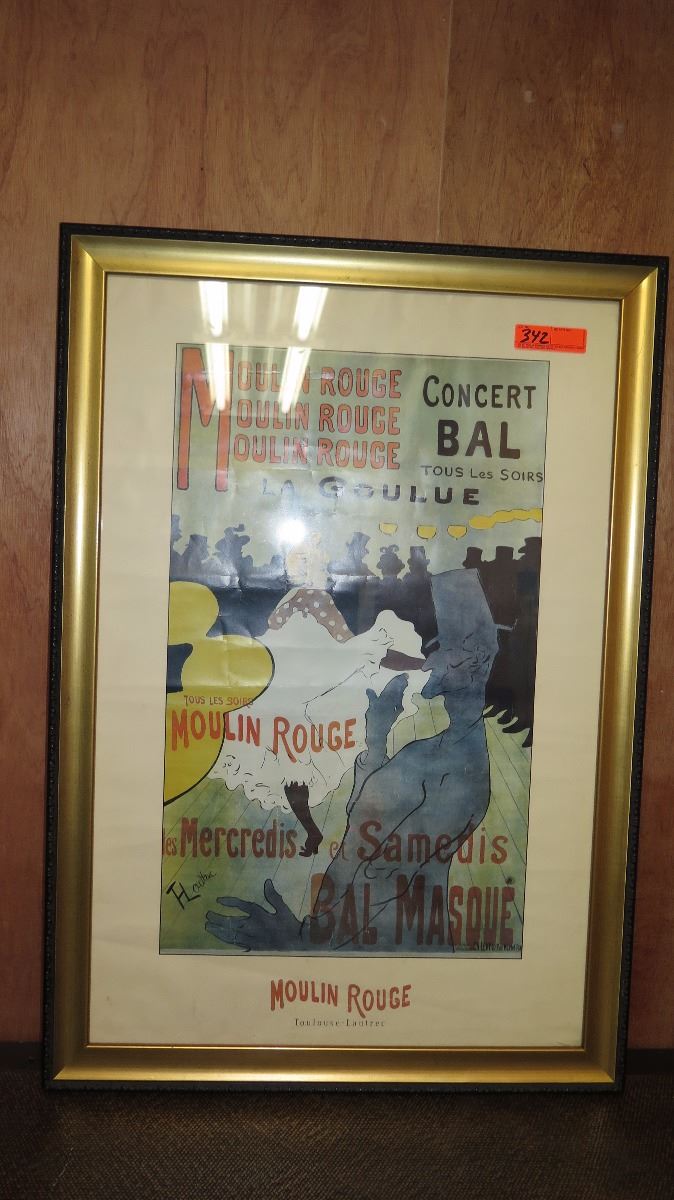 342
MOULIN ROUGE CONCERT
MOULIN ROUGE BAL
MOULIN ROUGE TOUS Les SOIRS
LA GOULUE
TOUS LES SOIRS
MOULIN ROUGE
les Mercredis et Samedis
BAL MASQUÉ
MOULIN ROUGE
Toulouse-Lautrec